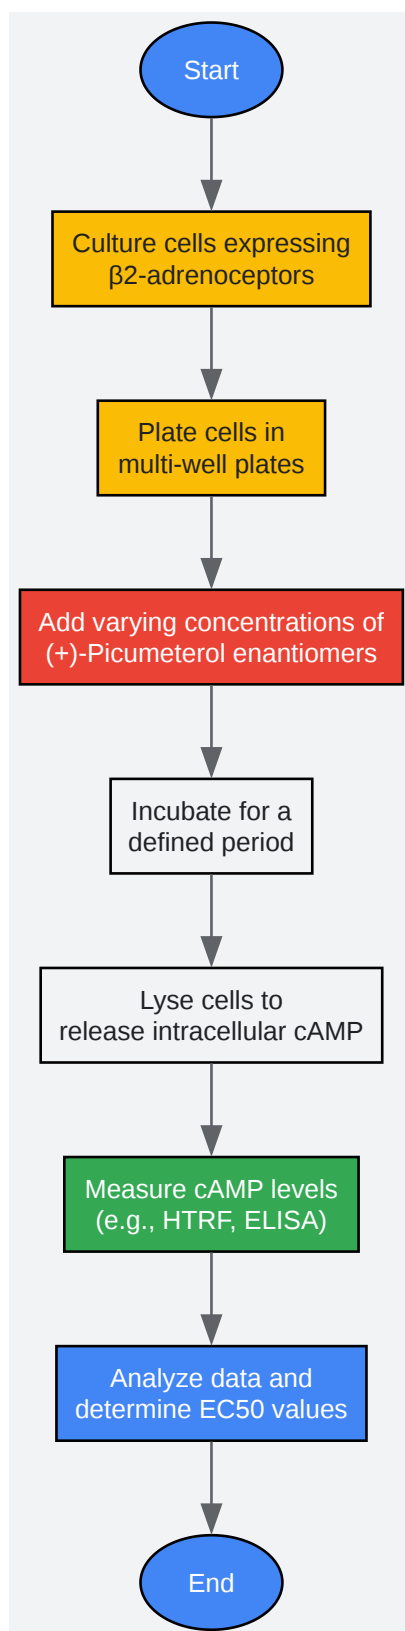 Start
Culture cells expressing
β2-adrenoceptors
Plate cells in
multi-well plates
Add varying concentrations of
(+)-Picumeterol enantiomers
Incubate for a
defined period
Lyse cells to
release intracellular cAMP
Measure cAMP levels
(e.g., HTRF, ELISA)
Analyze data and
determine EC50 values
End